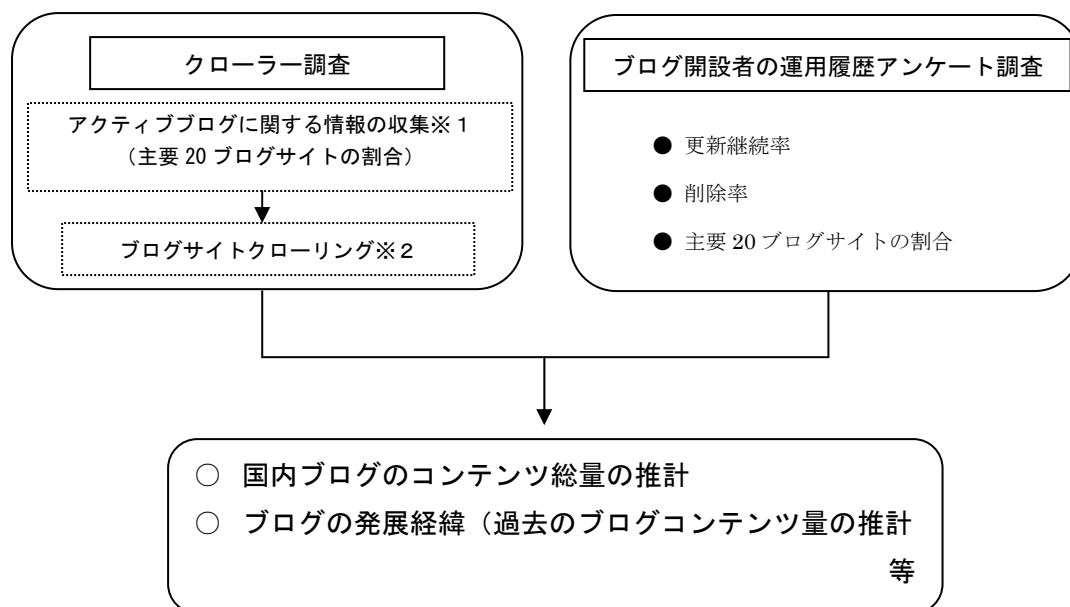 クローラー調査
アクティブブログに関する情報の収集※１
（主要 20 ブログサイトの割合）
ブログサイトクローリング※２
ブログ開設者の運用履歴アンケート調査
● 更新継続率
● 削除率
● 主要 20 ブログサイトの割合
○ 国内ブログのコンテンツ総量の推計
○ ブログの発展経緯（過去のブログコンテンツ量の推計
等